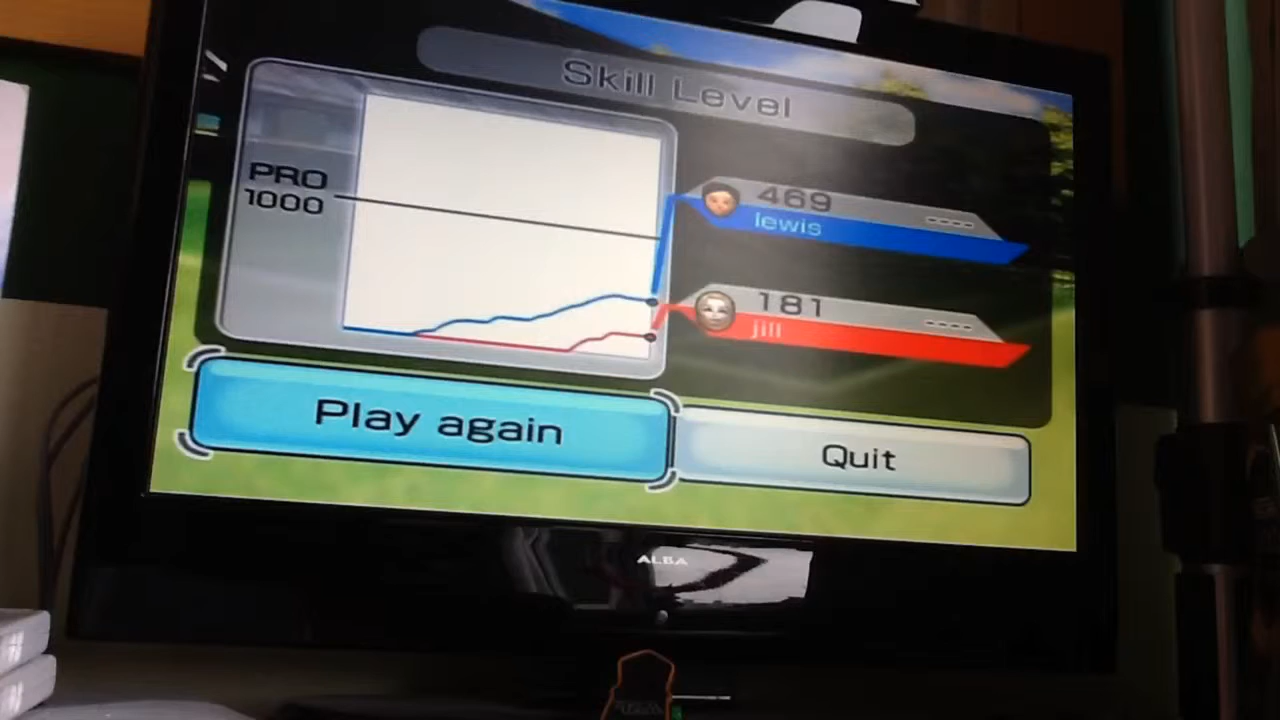 Skill Level
PRO
1000
469
----
lewis
181
----
jill
Play again
Quit
ALBA